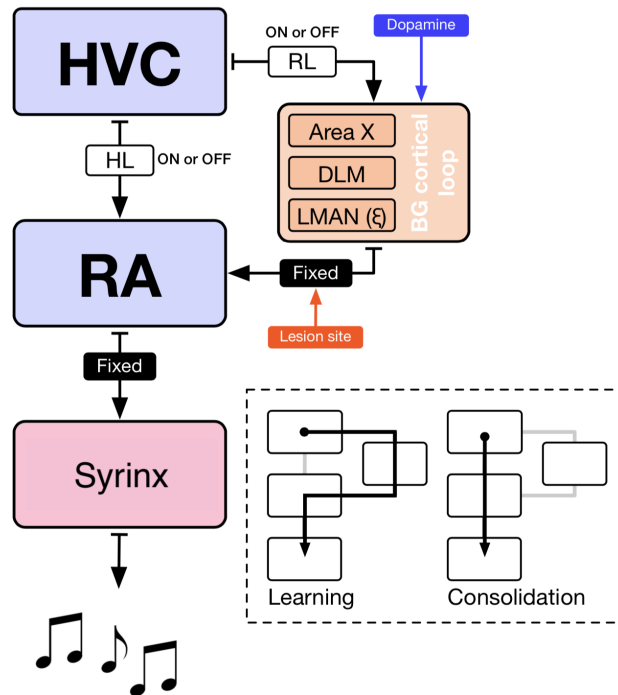 HVC
ON or OFF
RL
Dopamine
Area X
DLM
LMAN (ξ)
BG cortical
loop
HL
ON or OFF
RA
Fixed
Lesion site
Fixed
Syrinx
Learning
Consolidation